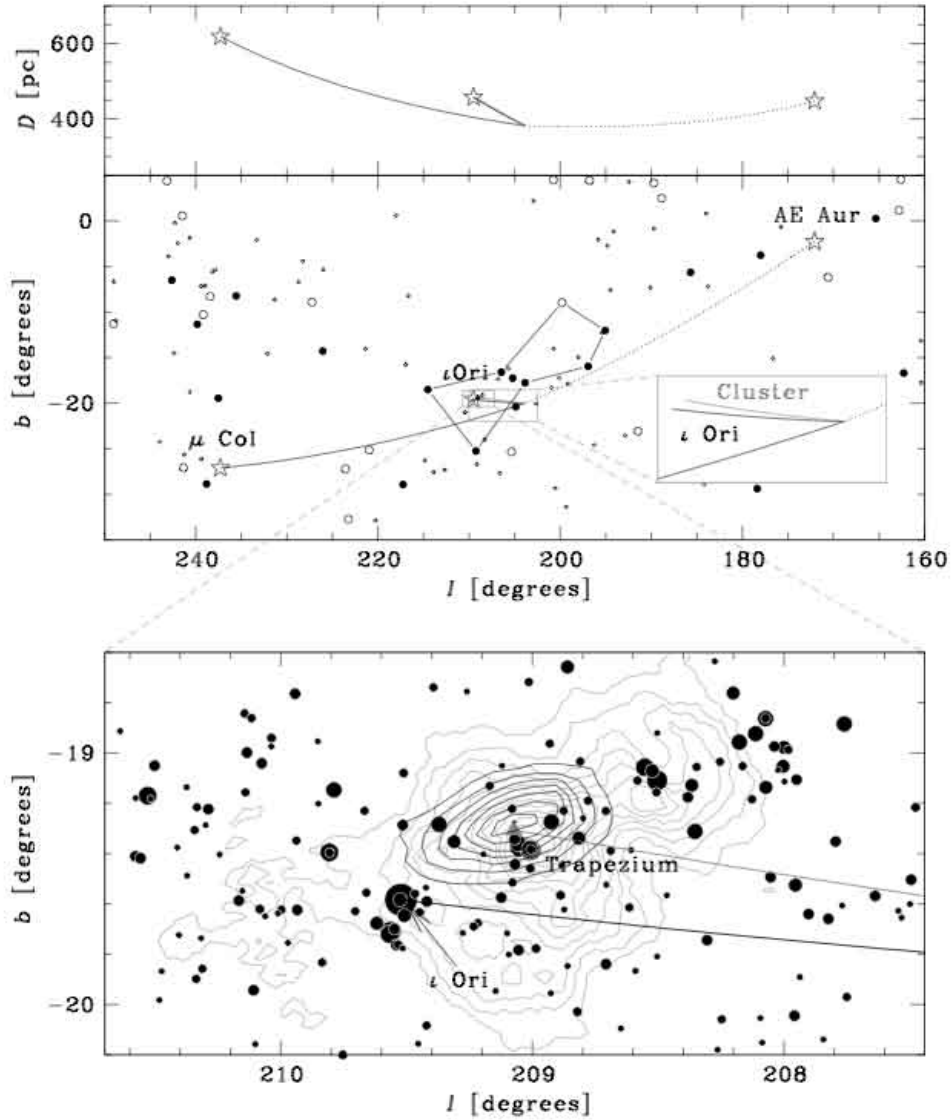 600
400
D [pc]
0
-20
b [degrees]
AE Aur
ι Ori
μ Col
Cluster
ι Ori
240
220
200
180
160
l [degrees]
-19
-20
b [degrees]
Trapezium
ι Ori
210
209
208
l [degrees]